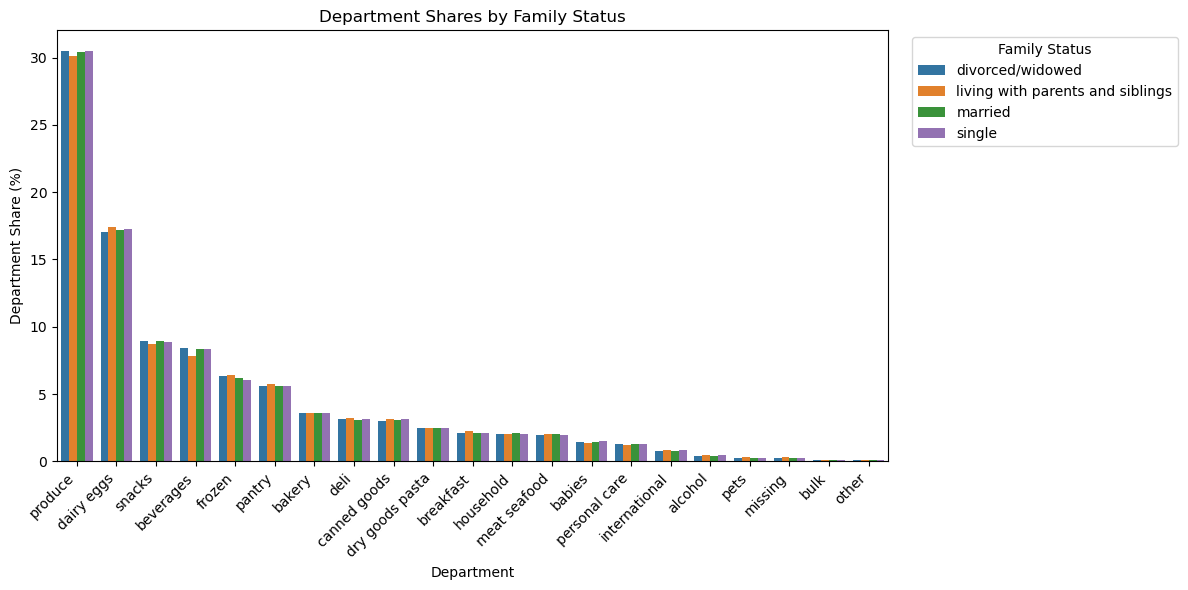 Department Shares by Family Status
Department Share (%)
30
25
20
15
10
5
0
produce
dairy eggs
snacks
beverages
frozen
pantry
bakery
deli
canned goods
dry goods pasta
breakfast
household
meat seafood
babies
personal care
international
alcohol
pets
missing
bulk
other
Department
Family Status
divorced/widowed
living with parents and siblings
married
single